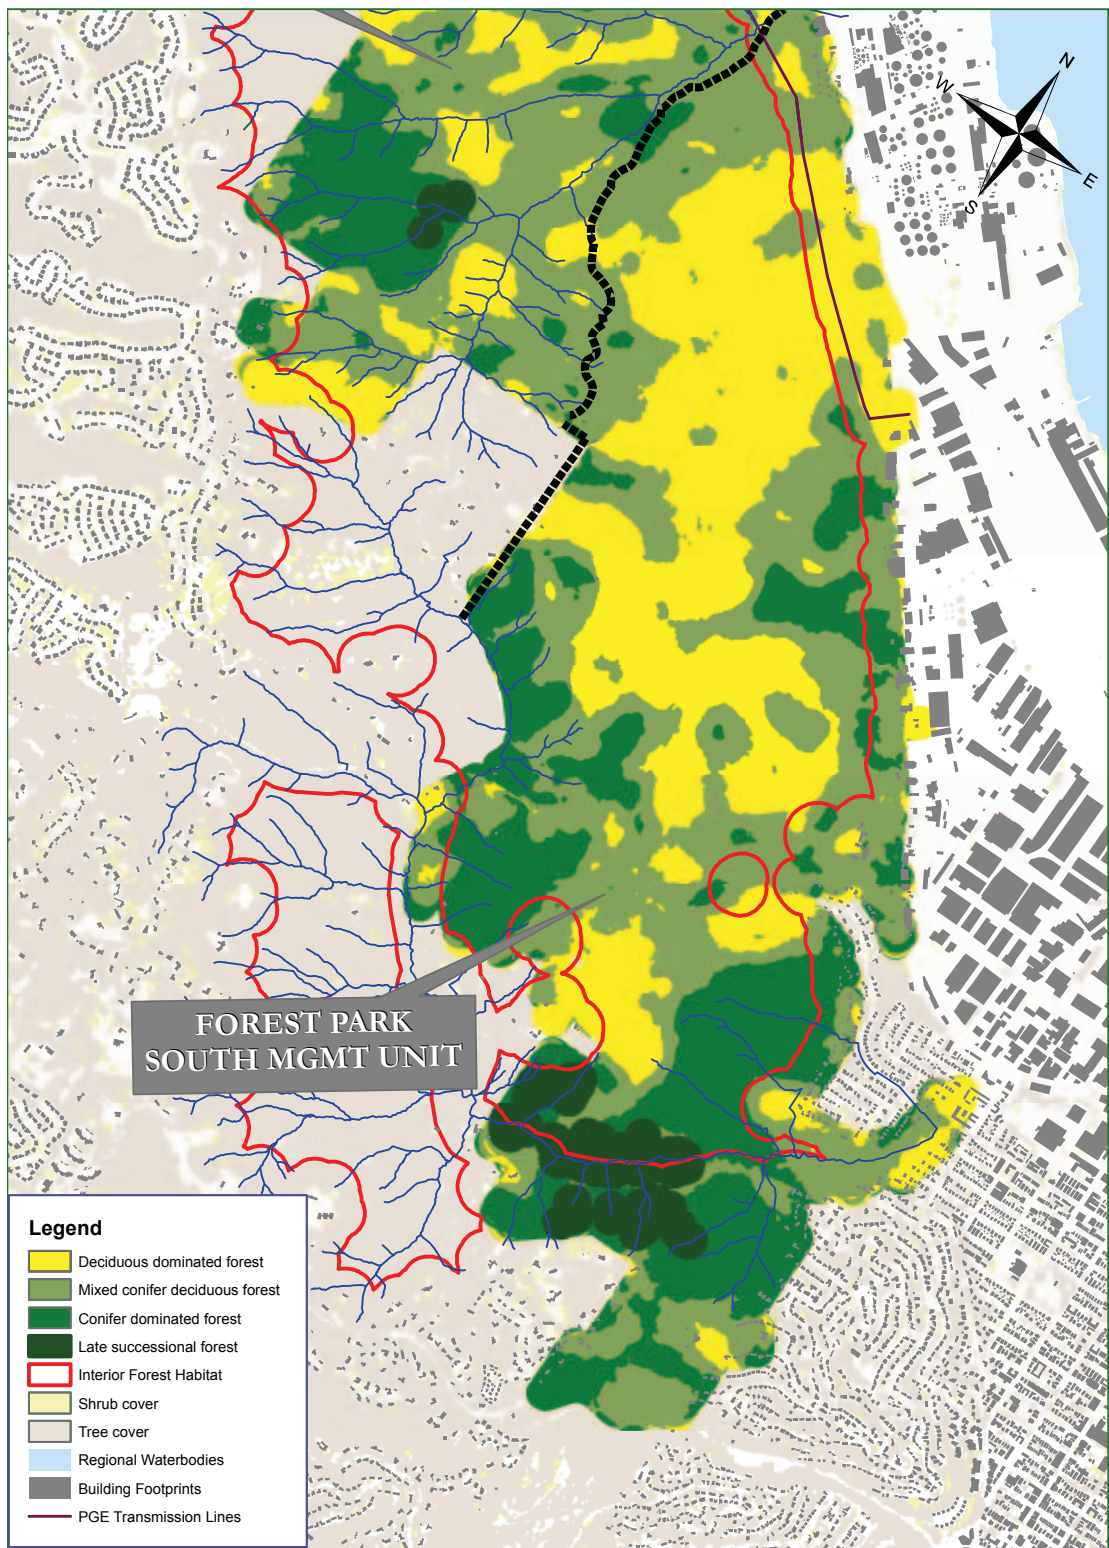 N
W
E
S
FOREST PARK
SOUTH MGMT UNIT
Legend
Deciduous dominated forest
Mixed conifer deciduous forest
Conifer dominated forest
Late successional forest
Interior Forest Habitat
Shrub cover
Tree cover
Regional Waterbodies
Building Footprints
PGE Transmission Lines